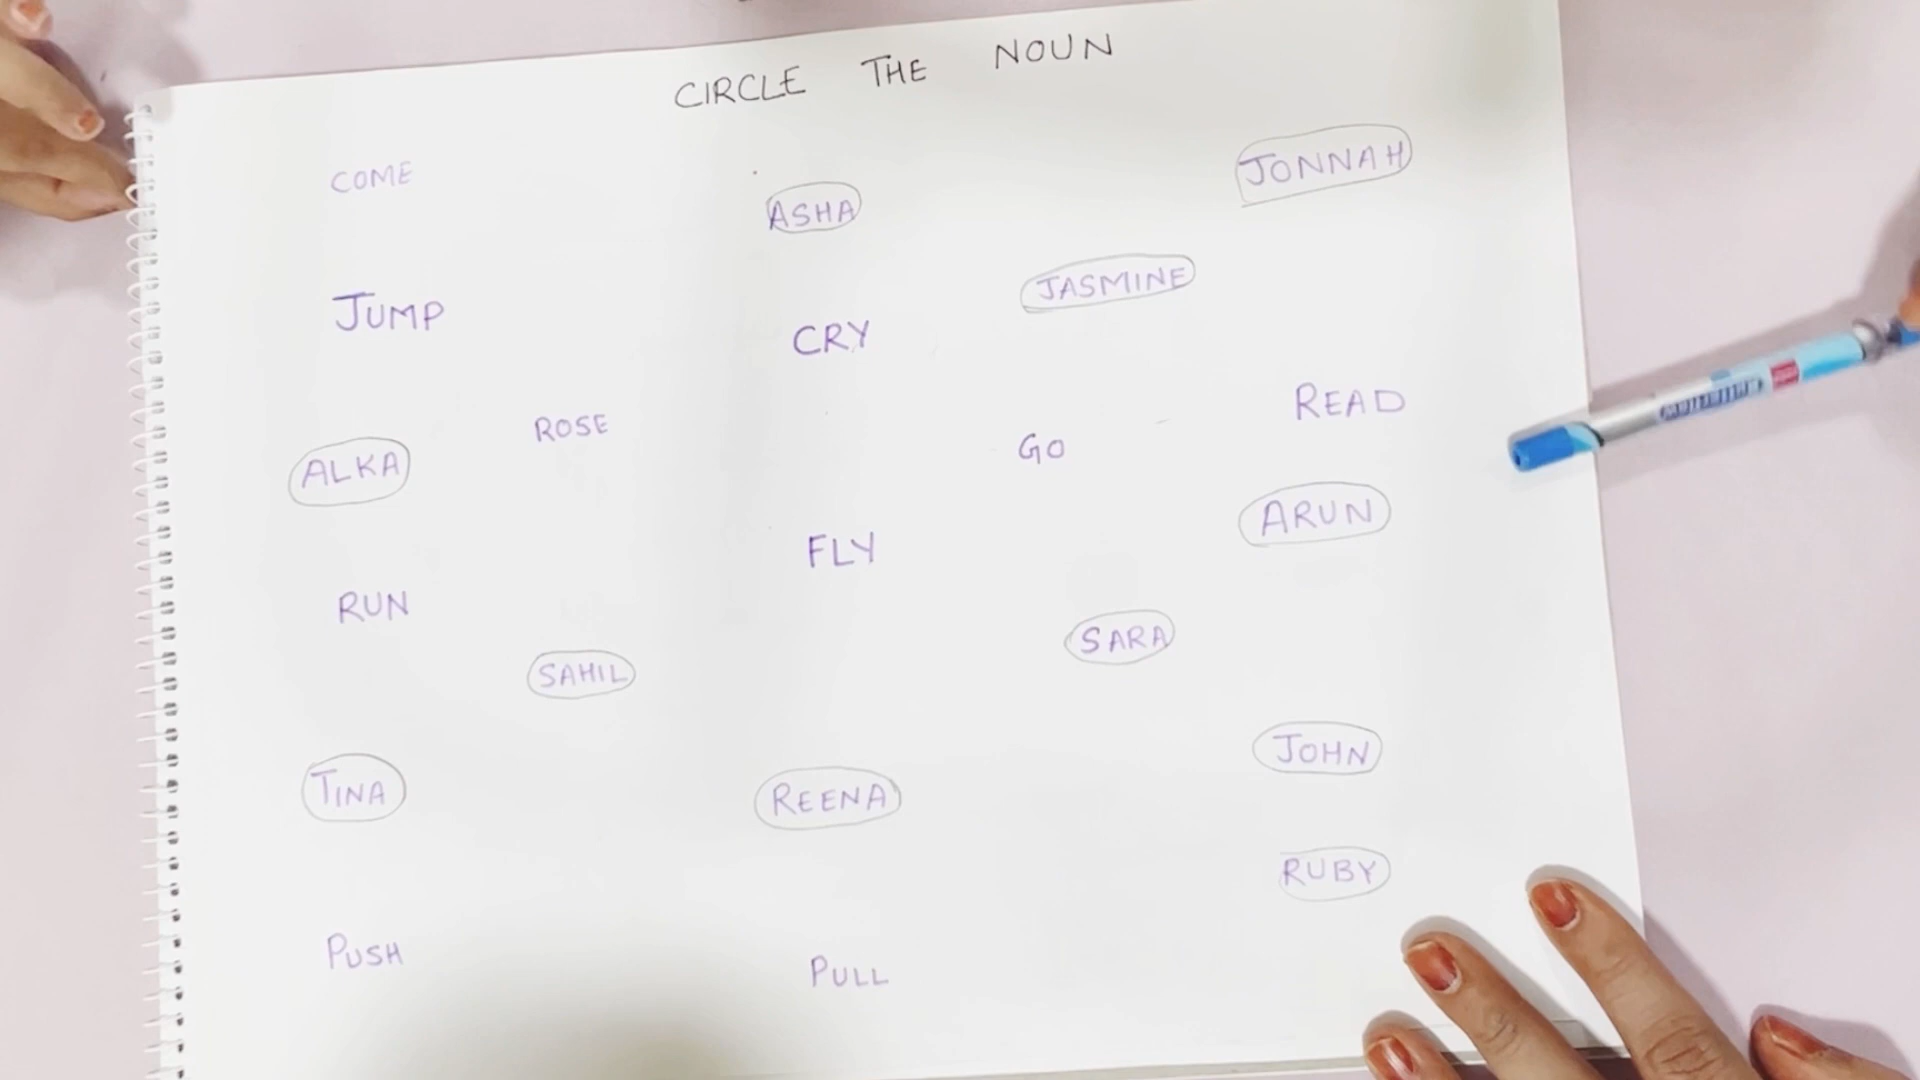 CIRCLE THE NOUN
COME
ASHA
JONNAH
JASMINE
JUMP
CRY
READ
ROSE
GO
ALKA
ARUN
FLY
RUN
SARA
SAHIL
JOHN
TINA
REENA
RUBY
PUSH
PULL